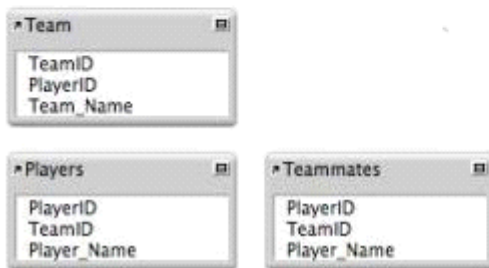 Team
TeamID
PlayerID
Team_Name
Players
PlayerID
TeamID
Player_Name
Teammates
PlayerID
TeamID
Player_Name